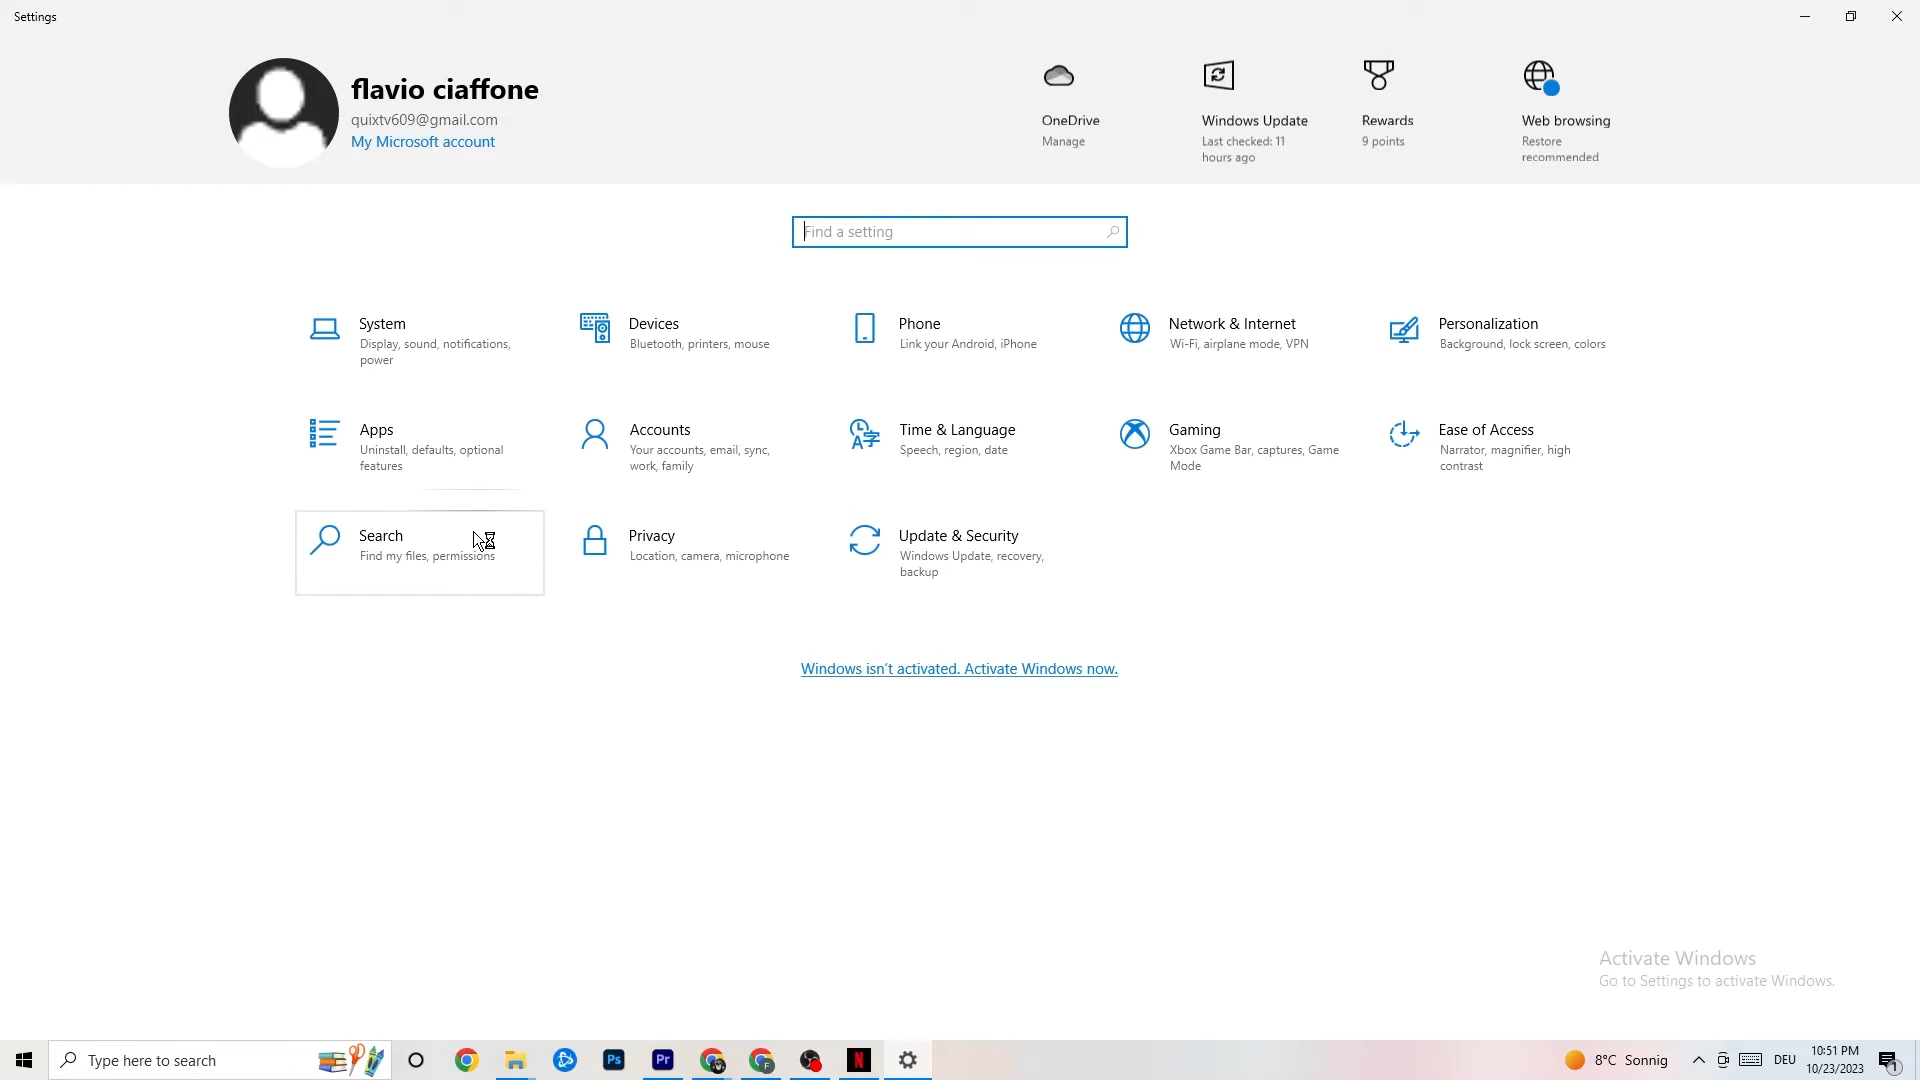 Settings
flavio ciaffone
quixtv609@gmail.com
My Microsoft account
OneDrive
Manage
Windows Update
Last checked: 11
hours ago
Rewards
9 points
Web browsing
Restore
recommended
Find a setting
System
Display, sound, notifications,
power
Devices
Bluetooth, printers, mouse
Phone
Link your Android, iPhone
Network & Internet
Wi-Fi, airplane mode, VPN
Personalization
Background, lock screen, colors
Apps
Uninstall, defaults, optional
features
Accounts
Your accounts, email, sync,
work, family
Time & Language
Speech, region, date
Gaming
Xbox Game Bar, captures, Game
Mode
Ease of Access
Narrator, magnifier, high
contrast
Search
Find my files, permissions
Privacy
Location, camera, microphone
Update & Security
Windows Update, recovery,
backup
Windows isn't activated. Activate Windows now.
Activate Windows
Go to Settings to activate Windows.
Type here to search
Ps
Pr
F
N
8°C Sonnig
DEU
10:51 PM
10/23/2023
1